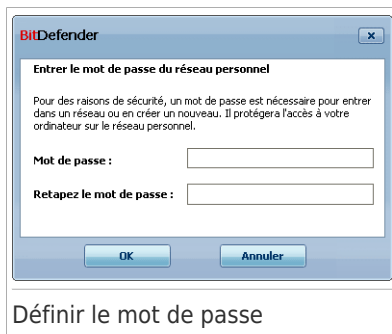 BitDefender
x
Entrer le mot de passe du réseau personnel
Pour des raisons de sécurité, un mot de passe est nécessaire pour entrer
dans un réseau ou en créer un nouveau. Il protégera l'accès à votre
ordinateur sur le réseau personnel.
Mot de passe :
Retapez le mot de passe :
OK Annuler
Définir le mot de passe